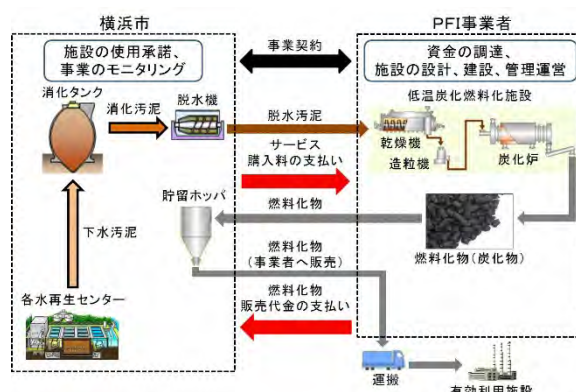 横浜市
PFI事業者
施設の使用承諾、
事業のモニタリング
事業契約
資金の調達、
施設の設計、建設、管理運営
消化タンク
消化汚泥
脱水機
脱水汚泥
低温炭化燃料化施設
乾燥機
造粒機
炭化炉
サービス
購入料の支払い
貯留ホッパ
燃料化物
燃料化物(炭化物)
下水汚泥
燃料化物
(事業者へ販売)
燃料化物
販売代金の支払い
各水再生センター
運搬
有効利用施設